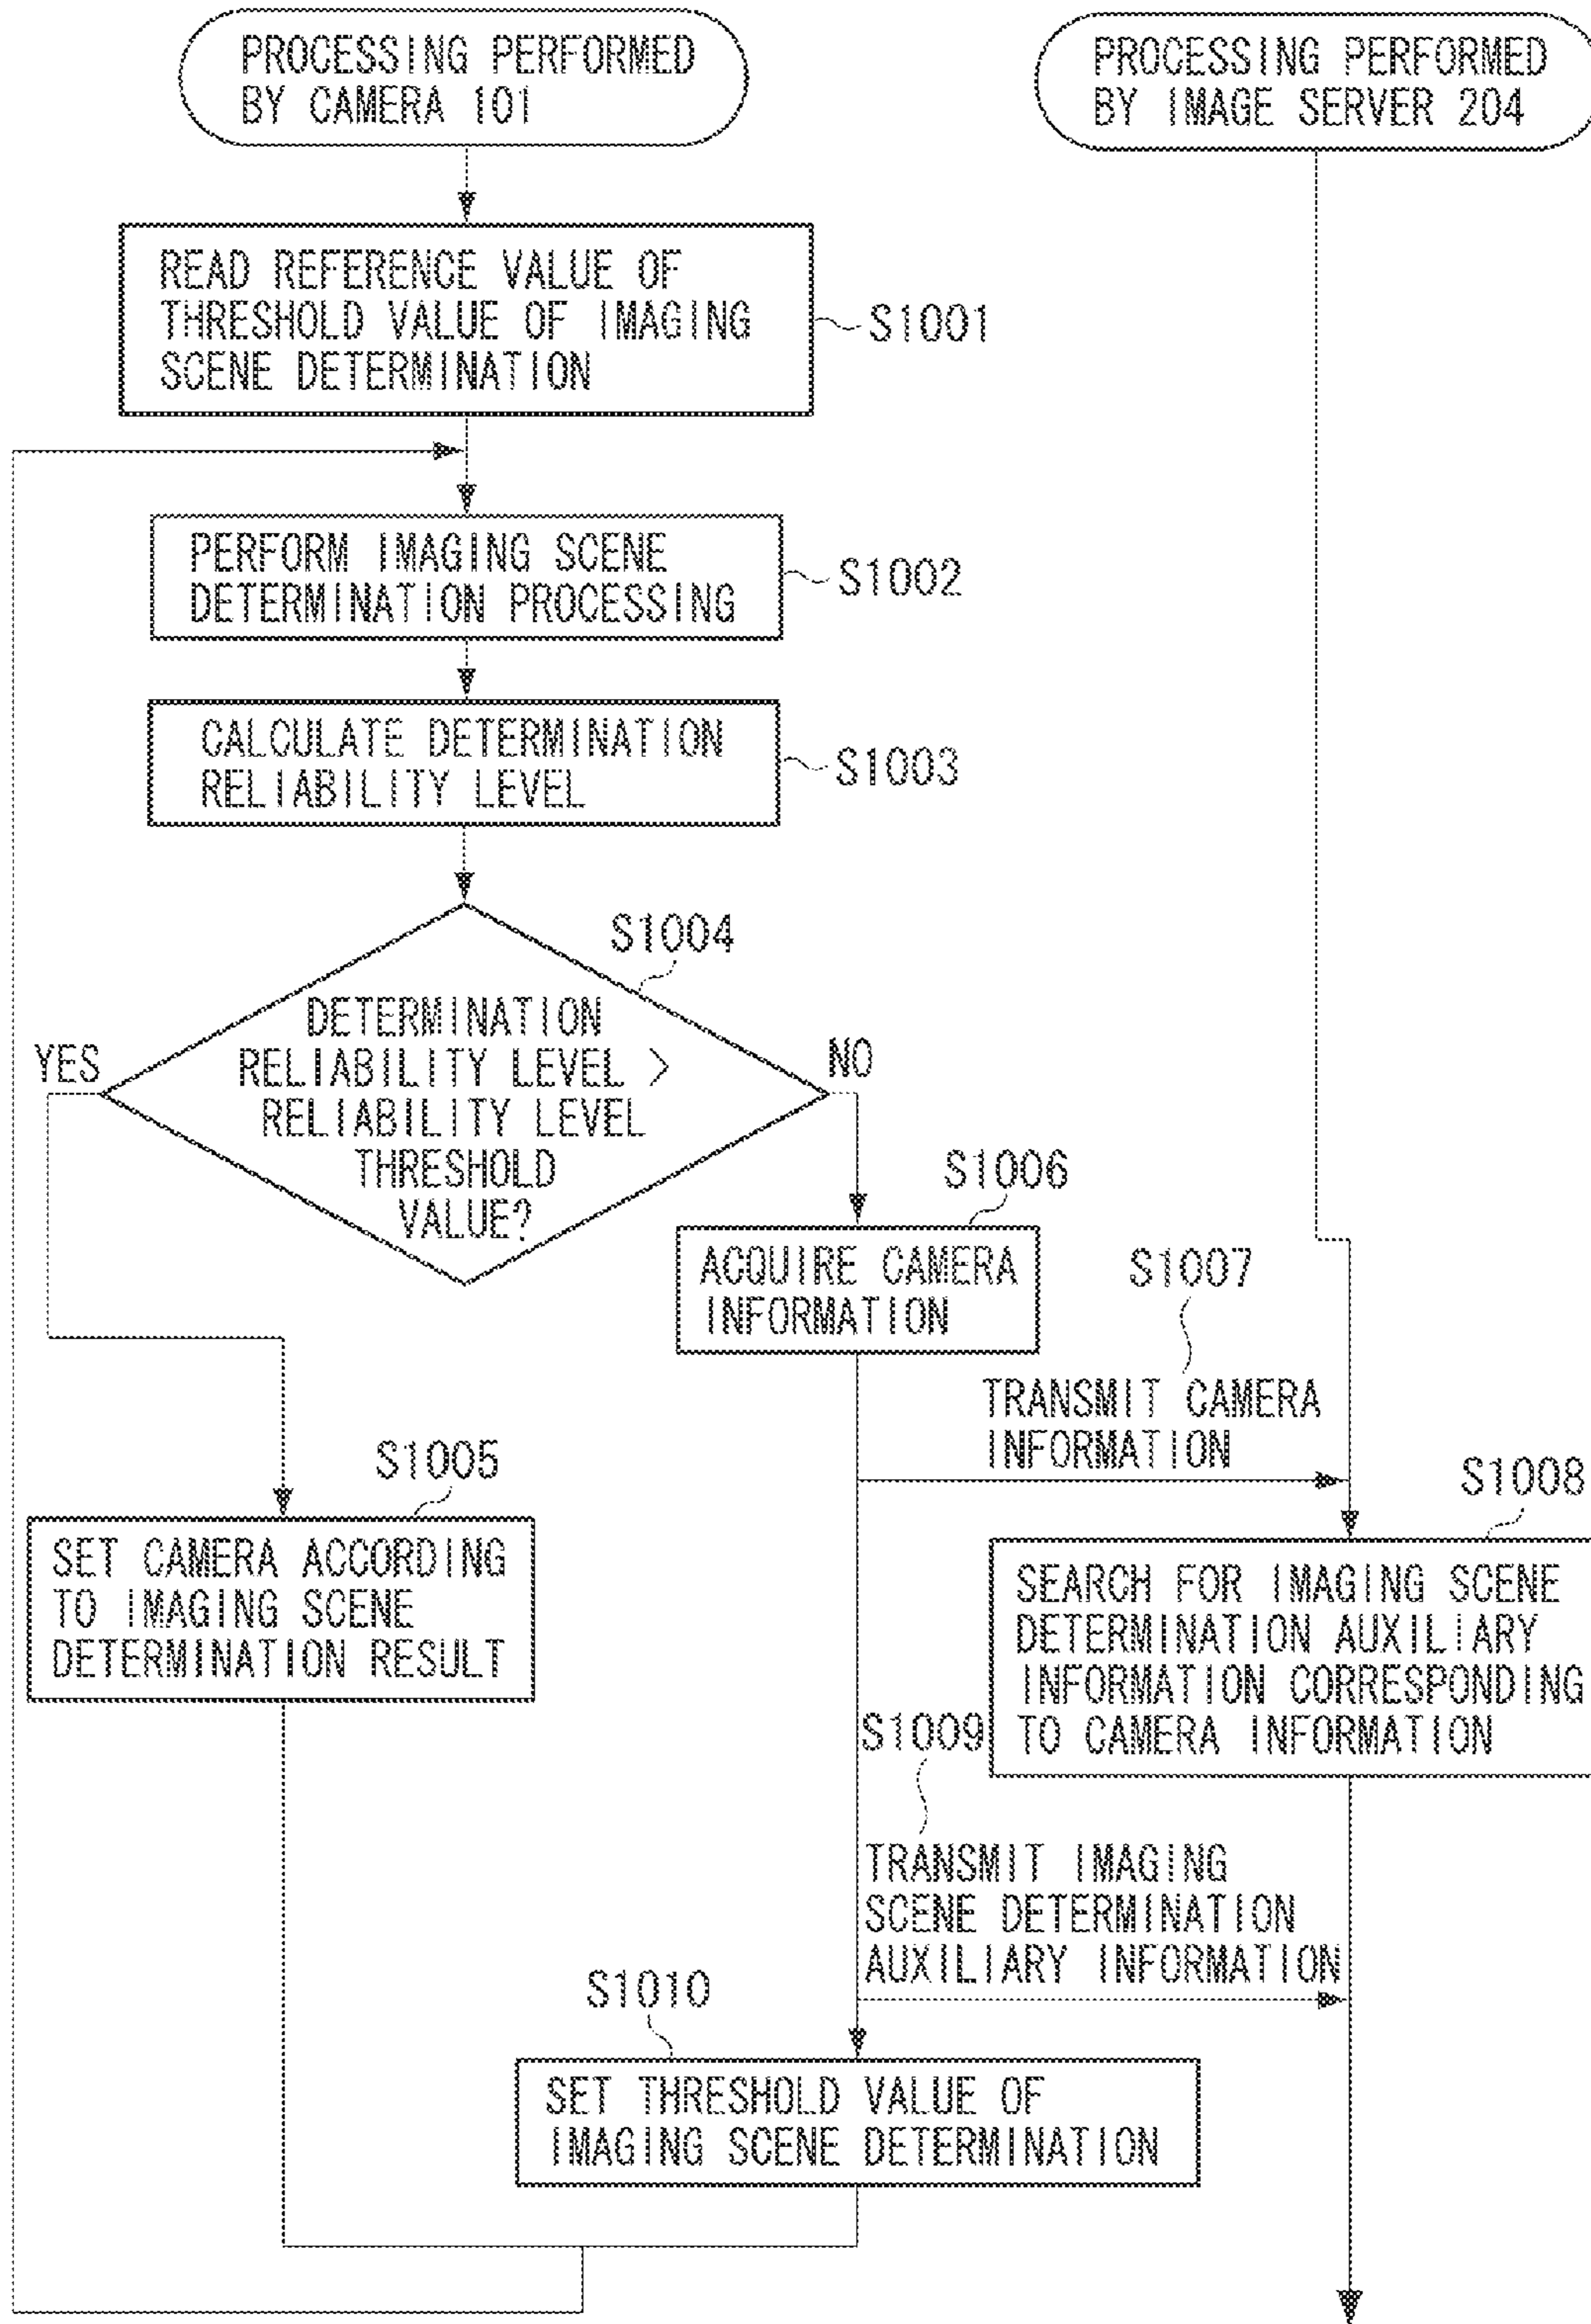 PROCESSING PERFORMED
BY CAMERA 101
PROCESSING PERFORMED
BY IMAGE SERVER 204
READ REFERENCE VALUE OF
THRESHOLD VALUE OF IMAGING
SCENE DETERMINATION
S1001
PERFORM IMAGING SCENE
DETERMINATION PROCESSING
S1002
CALCULATE DETERMINATION
RELIABILITY LEVEL
S1003
S1004
DETERMINATION
RELIABILITY LEVEL >
RELIABILITY LEVEL
THRESHOLD
VALUE?
YES
NO
S1006
ACQUIRE CAMERA
INFORMATION
S1007
TRANSMIT CAMERA
INFORMATION
S1005
SET CAMERA ACCORDING
TO IMAGING SCENE
DETERMINATION RESULT
S1008
SEARCH FOR IMAGING SCENE
DETERMINATION AUXILIARY
INFORMATION CORRESPONDING
TO CAMERA INFORMATION
S1009
TRANSMIT IMAGING
SCENE DETERMINATION
AUXILIARY INFORMATION
S1010
SET THRESHOLD VALUE OF
IMAGING SCENE DETERMINATION